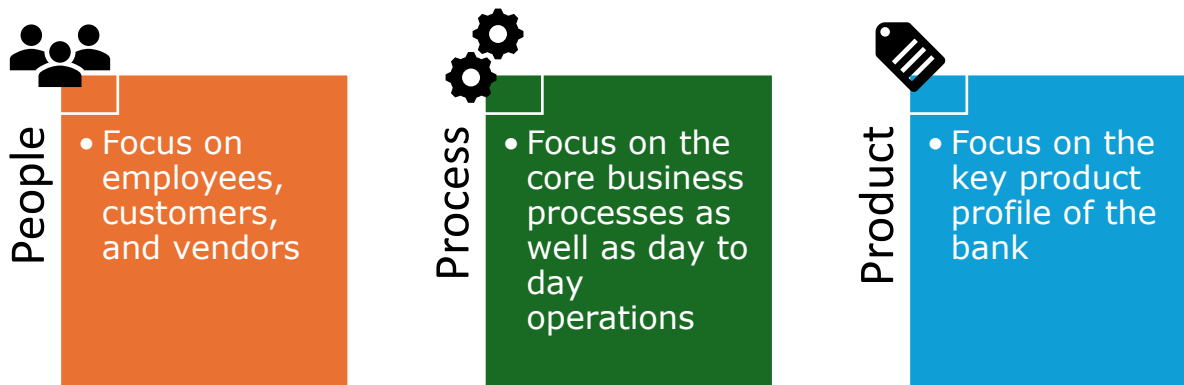 People
• Focus on
employees,
customers,
and vendors
Process
• Focus on the
core business
processes as
well as day to
day
operations
Product
• Focus on the
key product
profile of the
bank